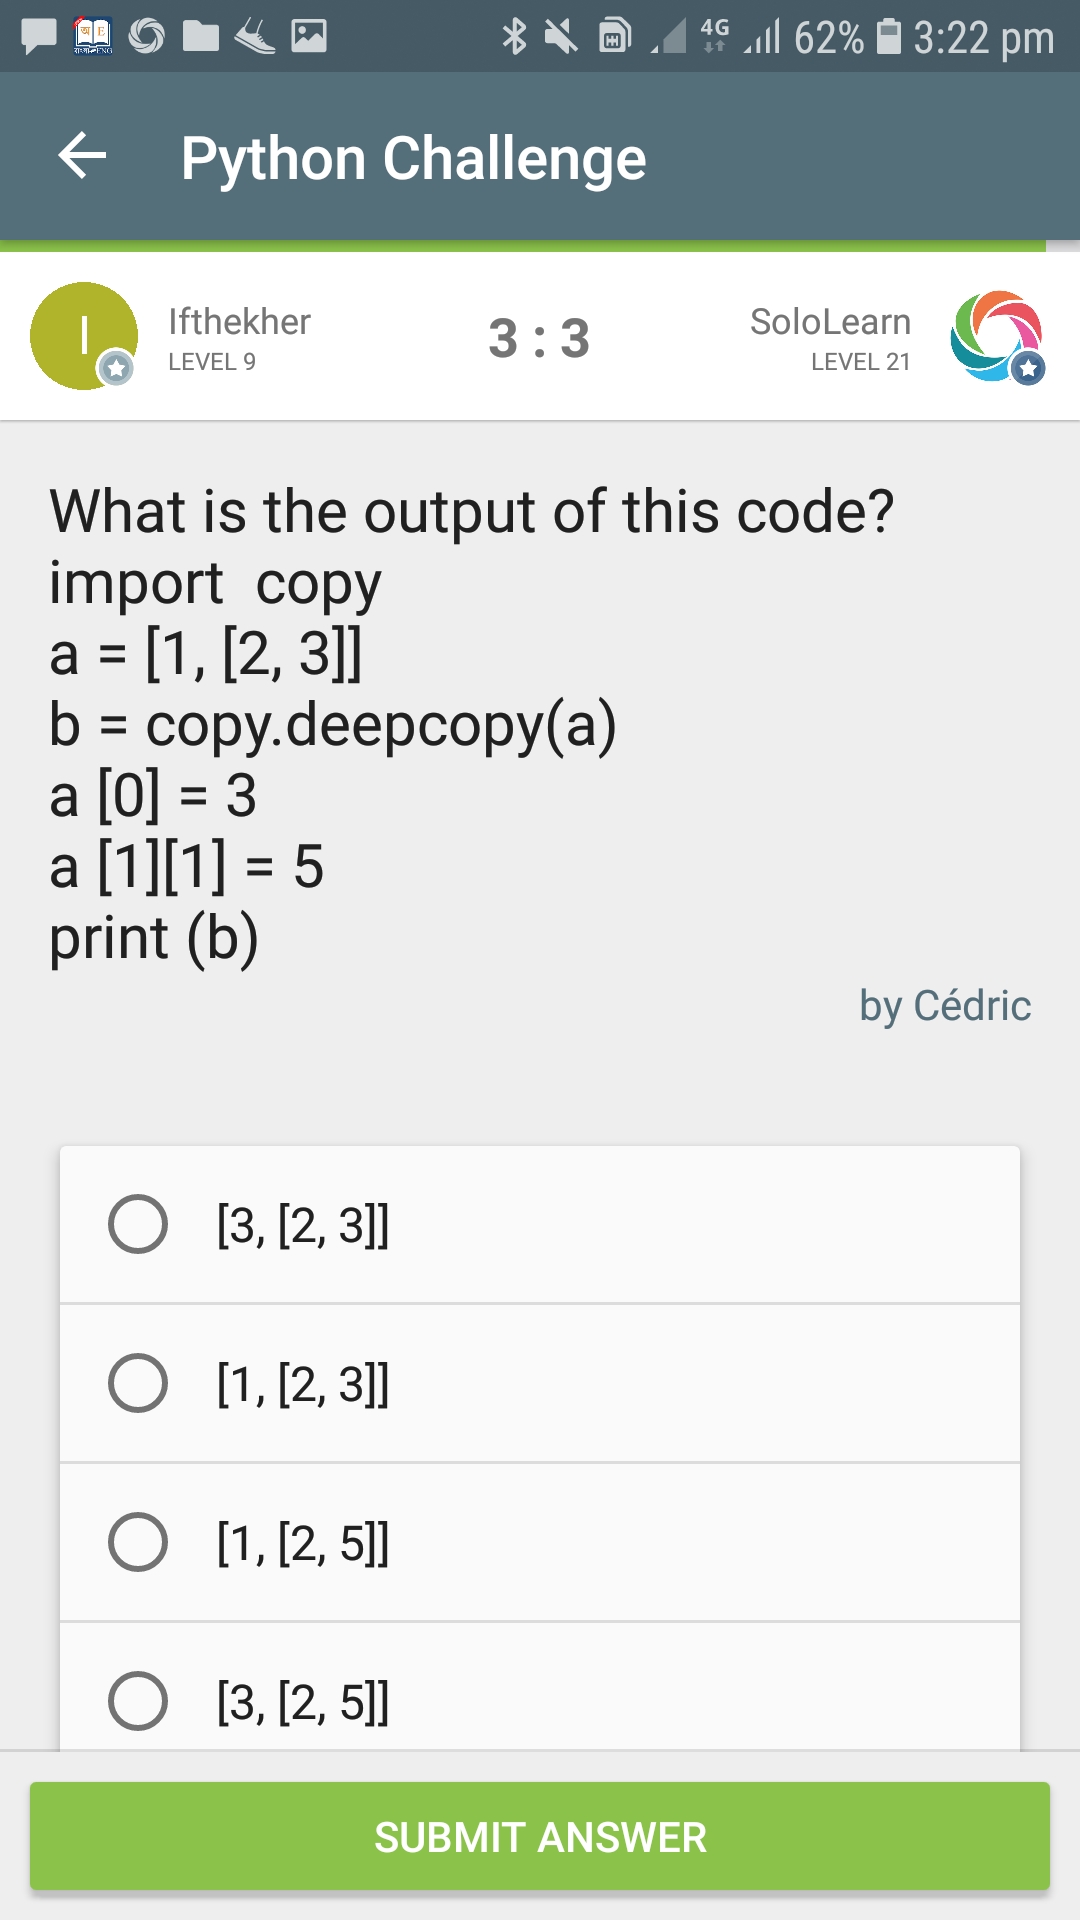 4G 62% 3:22 pm
Python Challenge
I
Ifthekher
LEVEL 9
3 : 3
SoloLearn
LEVEL 21
What is the output of this code?
import  copy
a = [1, [2, 3]]
b = copy.deepcopy(a)
a [0] = 3
a [1][1] = 5
print (b)
by Cédric
[3, [2, 3]]
[1, [2, 3]]
[1, [2, 5]]
[3, [2, 5]]
SUBMIT ANSWER